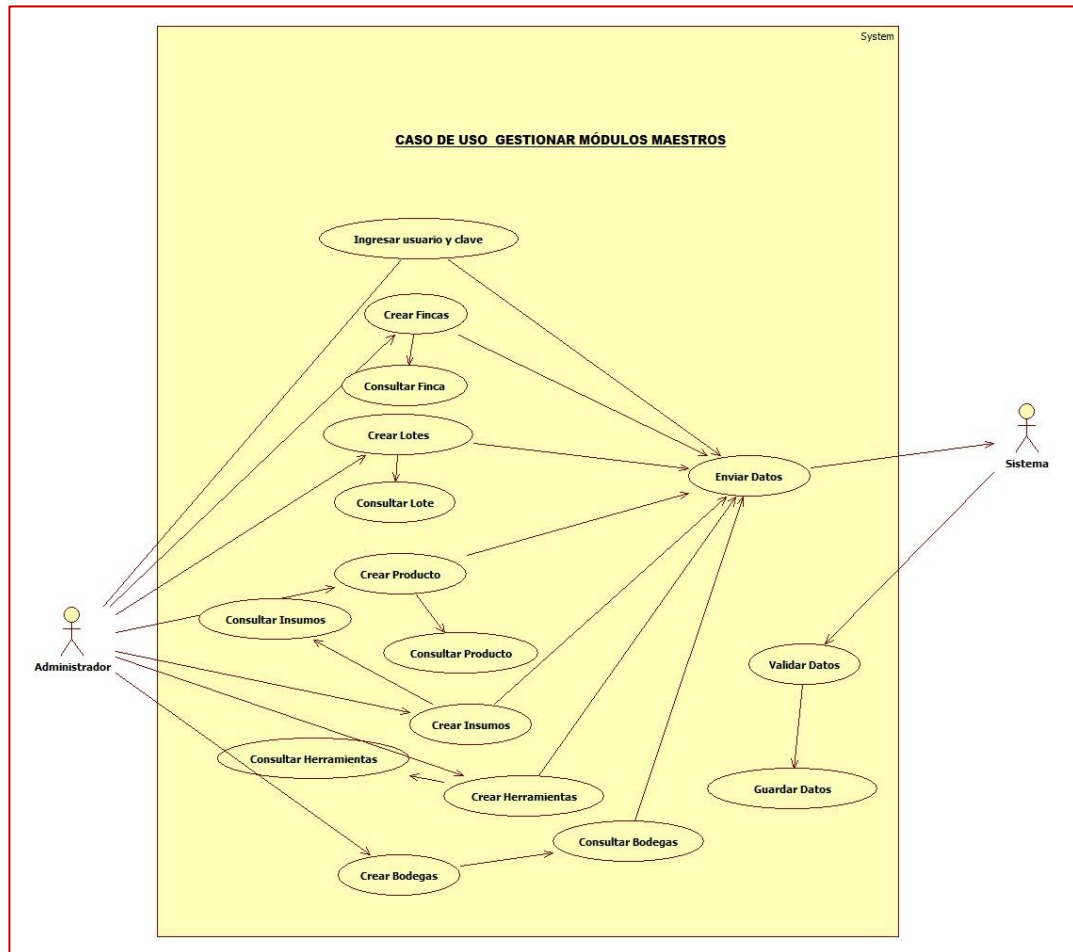 System
CASO DE USO GESTIONAR MÓDULOS MAESTROS
Ingresar usuario y clave
Crear Fincas
Consultar Finca
Crear Lotes
Enviar Datos
Sistema
Consultar Lote
Crear Producto
Consultar Insumos
Consultar Producto
Administrador
Validar Datos
Crear Insumos
Consultar Herramientas
Crear Herramientas
Guardar Datos
Consultar Bodegas
Crear Bodegas